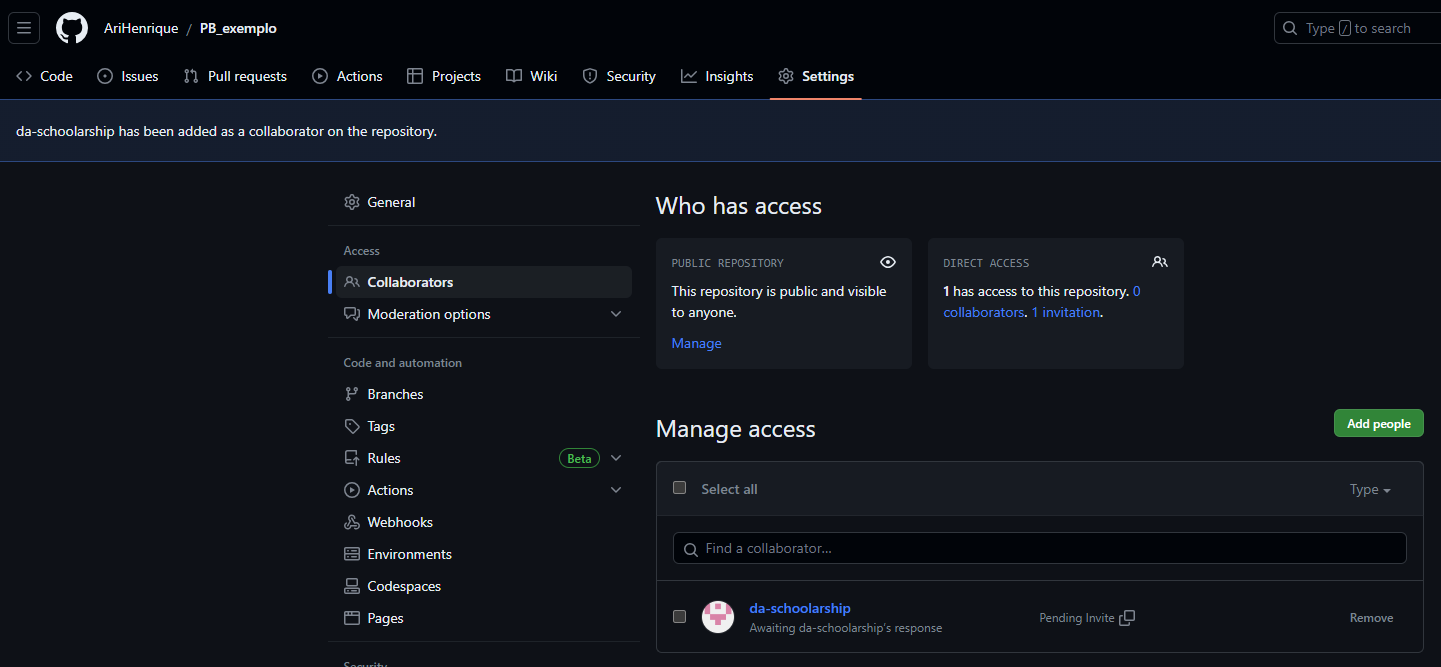 AriHenrique / PB_exemplo
Type / to search
Code Issues Pull requests Actions Projects Wiki Security Insights Settings
da-schoolarship has been added as a collaborator on the repository.
General
Access
Collaborators
Moderation options
Code and automation
Branches
Tags
Rules Beta
Actions
Webhooks
Environments
Codespaces
Pages
Security
Who has access
PUBLIC REPOSITORY
This repository is public and visible
to anyone.
Manage
DIRECT ACCESS
1 has access to this repository. 0
collaborators. 1 invitation.
Manage access
Add people
Select all
Type
Find a collaborator...
da-schoolarship
Awaiting da-schoolarship's response
Pending Invite
Remove